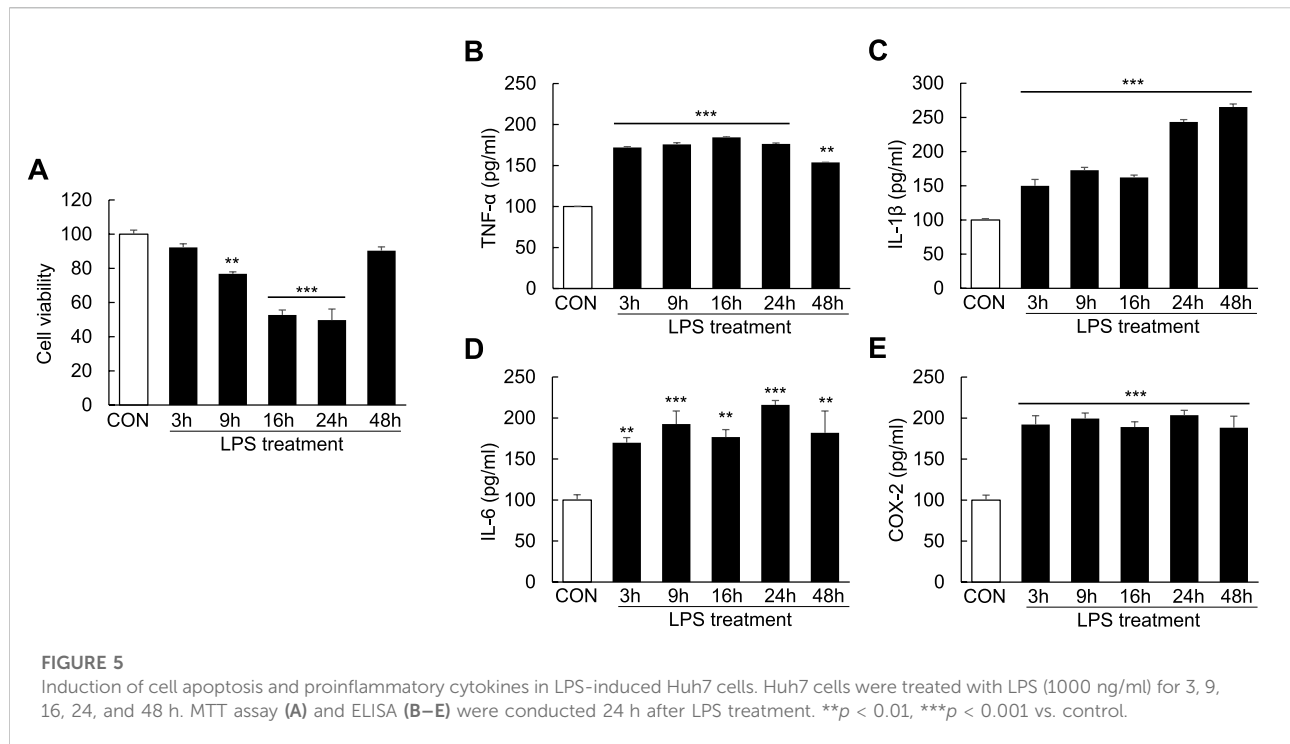 A
Cell viability
120
100
80
60
40
20
0
**
***
CON 3h 9h 16h 24h 48h
LPS treatment
B
TNF-α (pg/ml)
250
200
150
100
50
0
***
**
CON 3h 9h 16h 24h 48h
LPS treatment
C
IL-1β (pg/ml)
300
250
200
150
100
50
0
***
CON 3h 9h 16h 24h 48h
LPS treatment
D
IL-6 (pg/ml)
250
200
150
100
50
0
** *** ** *** **
CON 3h 9h 16h 24h 48h
LPS treatment
E
COX-2 (pg/ml)
250
200
150
100
50
0
***
CON 3h 9h 16h 24h 48h
LPS treatment
FIGURE 5
Induction of cell apoptosis and proinflammatory cytokines in LPS-induced Huh7 cells. Huh7 cells were treated with LPS (1000 ng/ml) for 3, 9,
16, 24, and 48 h. MTT assay (A) and ELISA (B–E) were conducted 24 h after LPS treatment. **p < 0.01, ***p < 0.001 vs. control.